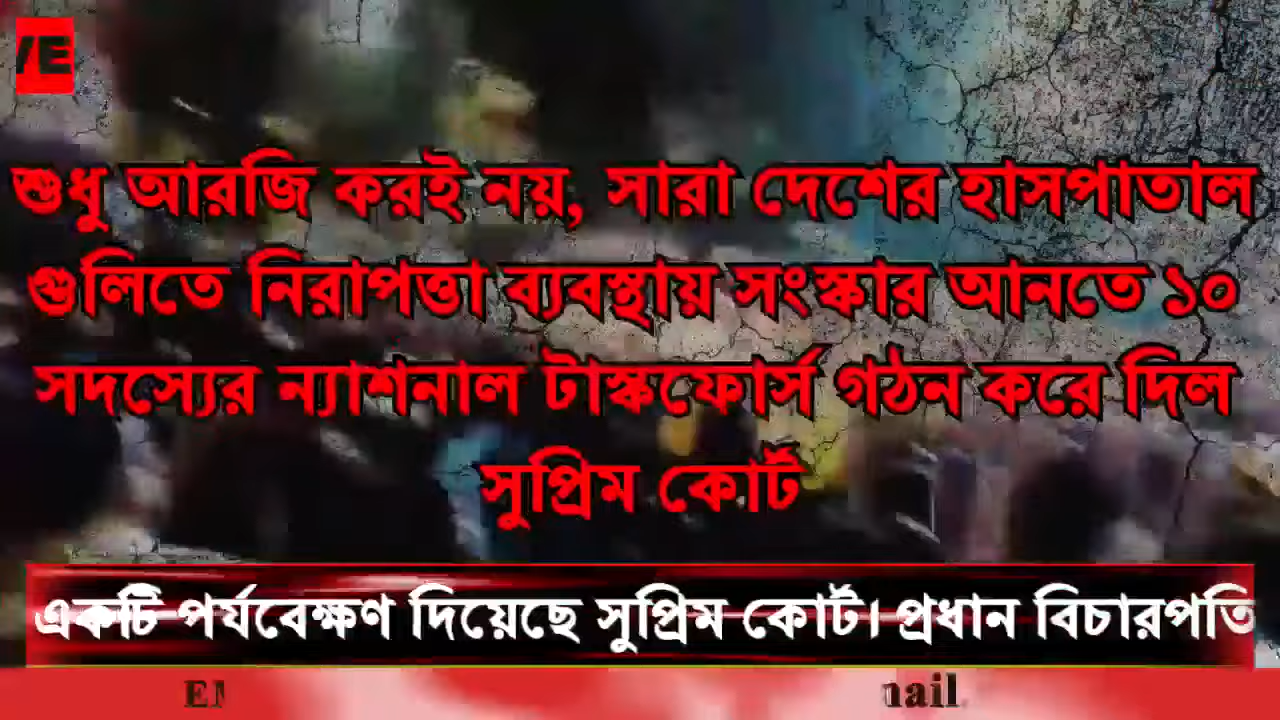 VE
শুধু আরজি করই নয়, সারা দেশের হাসপাতাল
গুলিতে নিরাপত্তা ব্যবস্থায় সংস্কার আনতে ১০
সদস্যের ন্যাশনাল টাস্কফোর্স গঠন করে দিল
সুপ্রিম কোর্ট
একটি পর্যবেক্ষণ দিয়েছে সুপ্রিম কোর্ট। প্রধান বিচারপতি